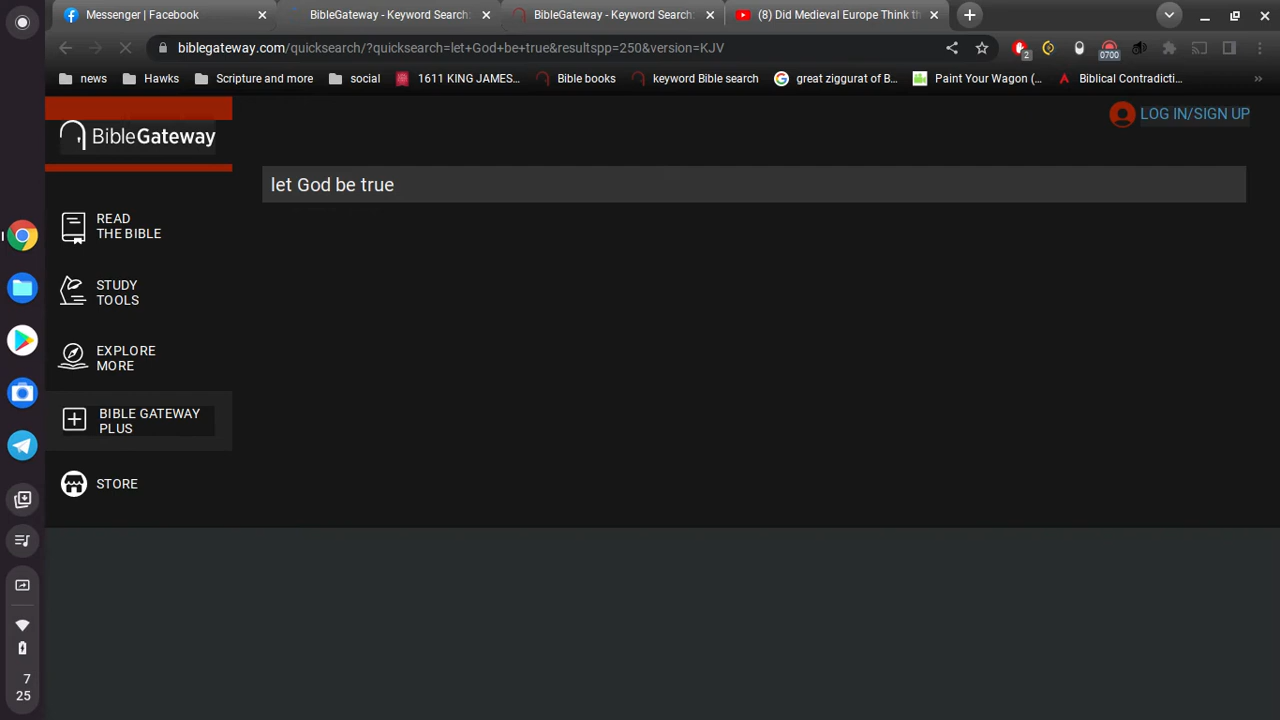 Messenger | Facebook
BibleGateway - Keyword Search:
BibleGateway - Keyword Search:
(8) Did Medieval Europe Think th
biblegateway.com/quicksearch/?quicksearch=let+God+be+true&resultspp=250&version=KJV
2
0700
news
Hawks
Scripture and more
social
1611 KING JAMES...
Bible books
keyword Bible search
great ziggurat of B...
Paint Your Wagon (...
Biblical Contradicti...
BibleGateway
LOG IN/SIGN UP
let God be true
READ
THE BIBLE
STUDY
TOOLS
EXPLORE
MORE
BIBLE GATEWAY
PLUS
STORE
7
25